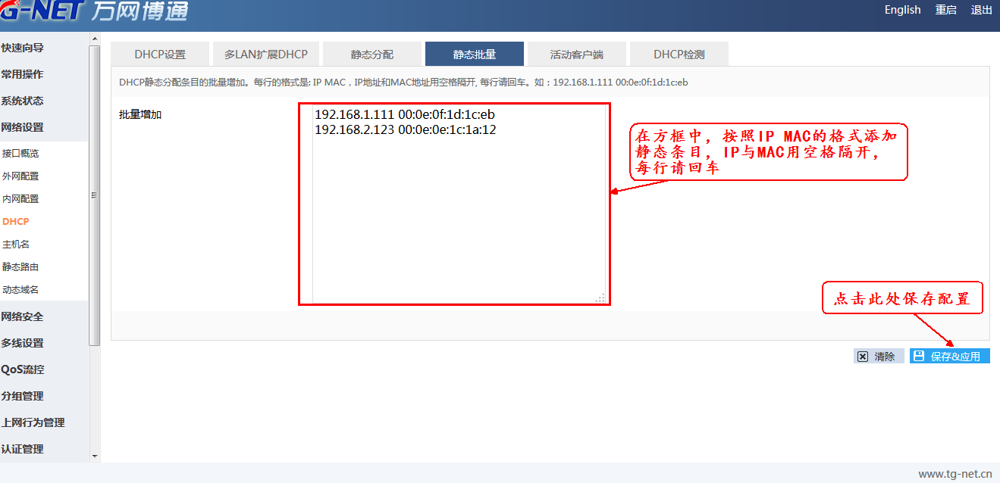 G-NET 万网博通
English 重启 退出
快速向导
常用操作
系统状态
网络设置
接口概览
外网配置
内网配置
DHCP
主机名
静态路由
动态域名
网络安全
多线设置
QoS流控
分组管理
上网行为管理
认证管理
DHCP设置 多LAN扩展DHCP 静态分配 静态批量 活动客户端 DHCP检测
DHCP静态分配条目的批量增加。每行的格式是: IP MAC，IP地址和MAC地址用空格隔开, 每行请回车。如：192.168.1.111 00:0e:0f:1d:1c:eb
批量增加
192.168.1.111 00:0e:0f:1d:1c:eb
192.168.2.123 00:0e:0e:1c:1a:12
在方框中，按照IP MAC的格式添加
静态条目，IP与MAC用空格隔开，
每行请回车
点击此处保存配置
清除 保存&应用
www.tg-net.cn